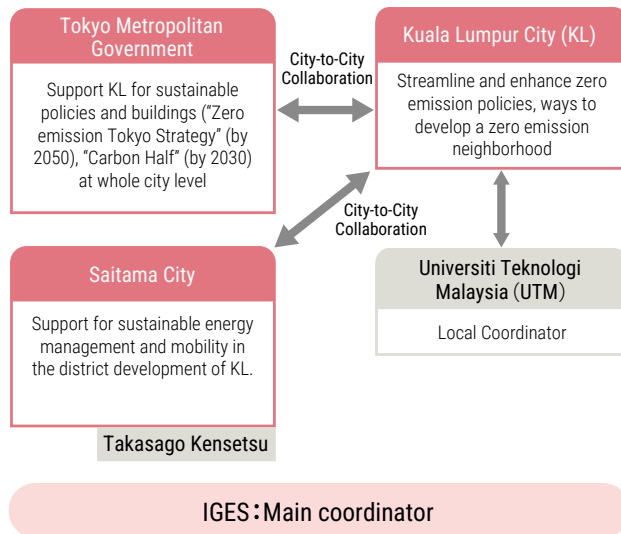 Tokyo Metropolitan
Government
Support KL for sustainable
policies and buildings (“Zero
emission Tokyo Strategy” (by
2050), “Carbon Half” (by 2030)
at whole city level
City-to-City
Collaboration
Kuala Lumpur City (KL)
Streamline and enhance zero
emission policies, ways to
develop a zero emission
neighborhood
City-to-City
Collaboration
Saitama City
Support for sustainable energy
management and mobility in
the district development of KL.
Takasago Kensetsu
Universiti Teknologi
Malaysia（UTM）
Local Coordinator
IGES：Main coordinator